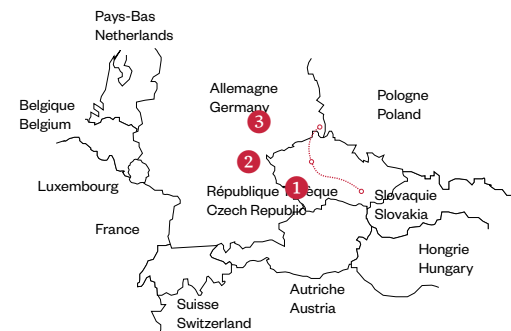 Pays-Bas
Netherlands
Allemagne
Germany
Pologne
Poland
Belgique
Belgium
3
2
Luxembourg
République Tchèque
Czech Republic
1
Slovaquie
Slovakia
France
Hongrie
Hungary
Autriche
Austria
Suisse
Switzerland